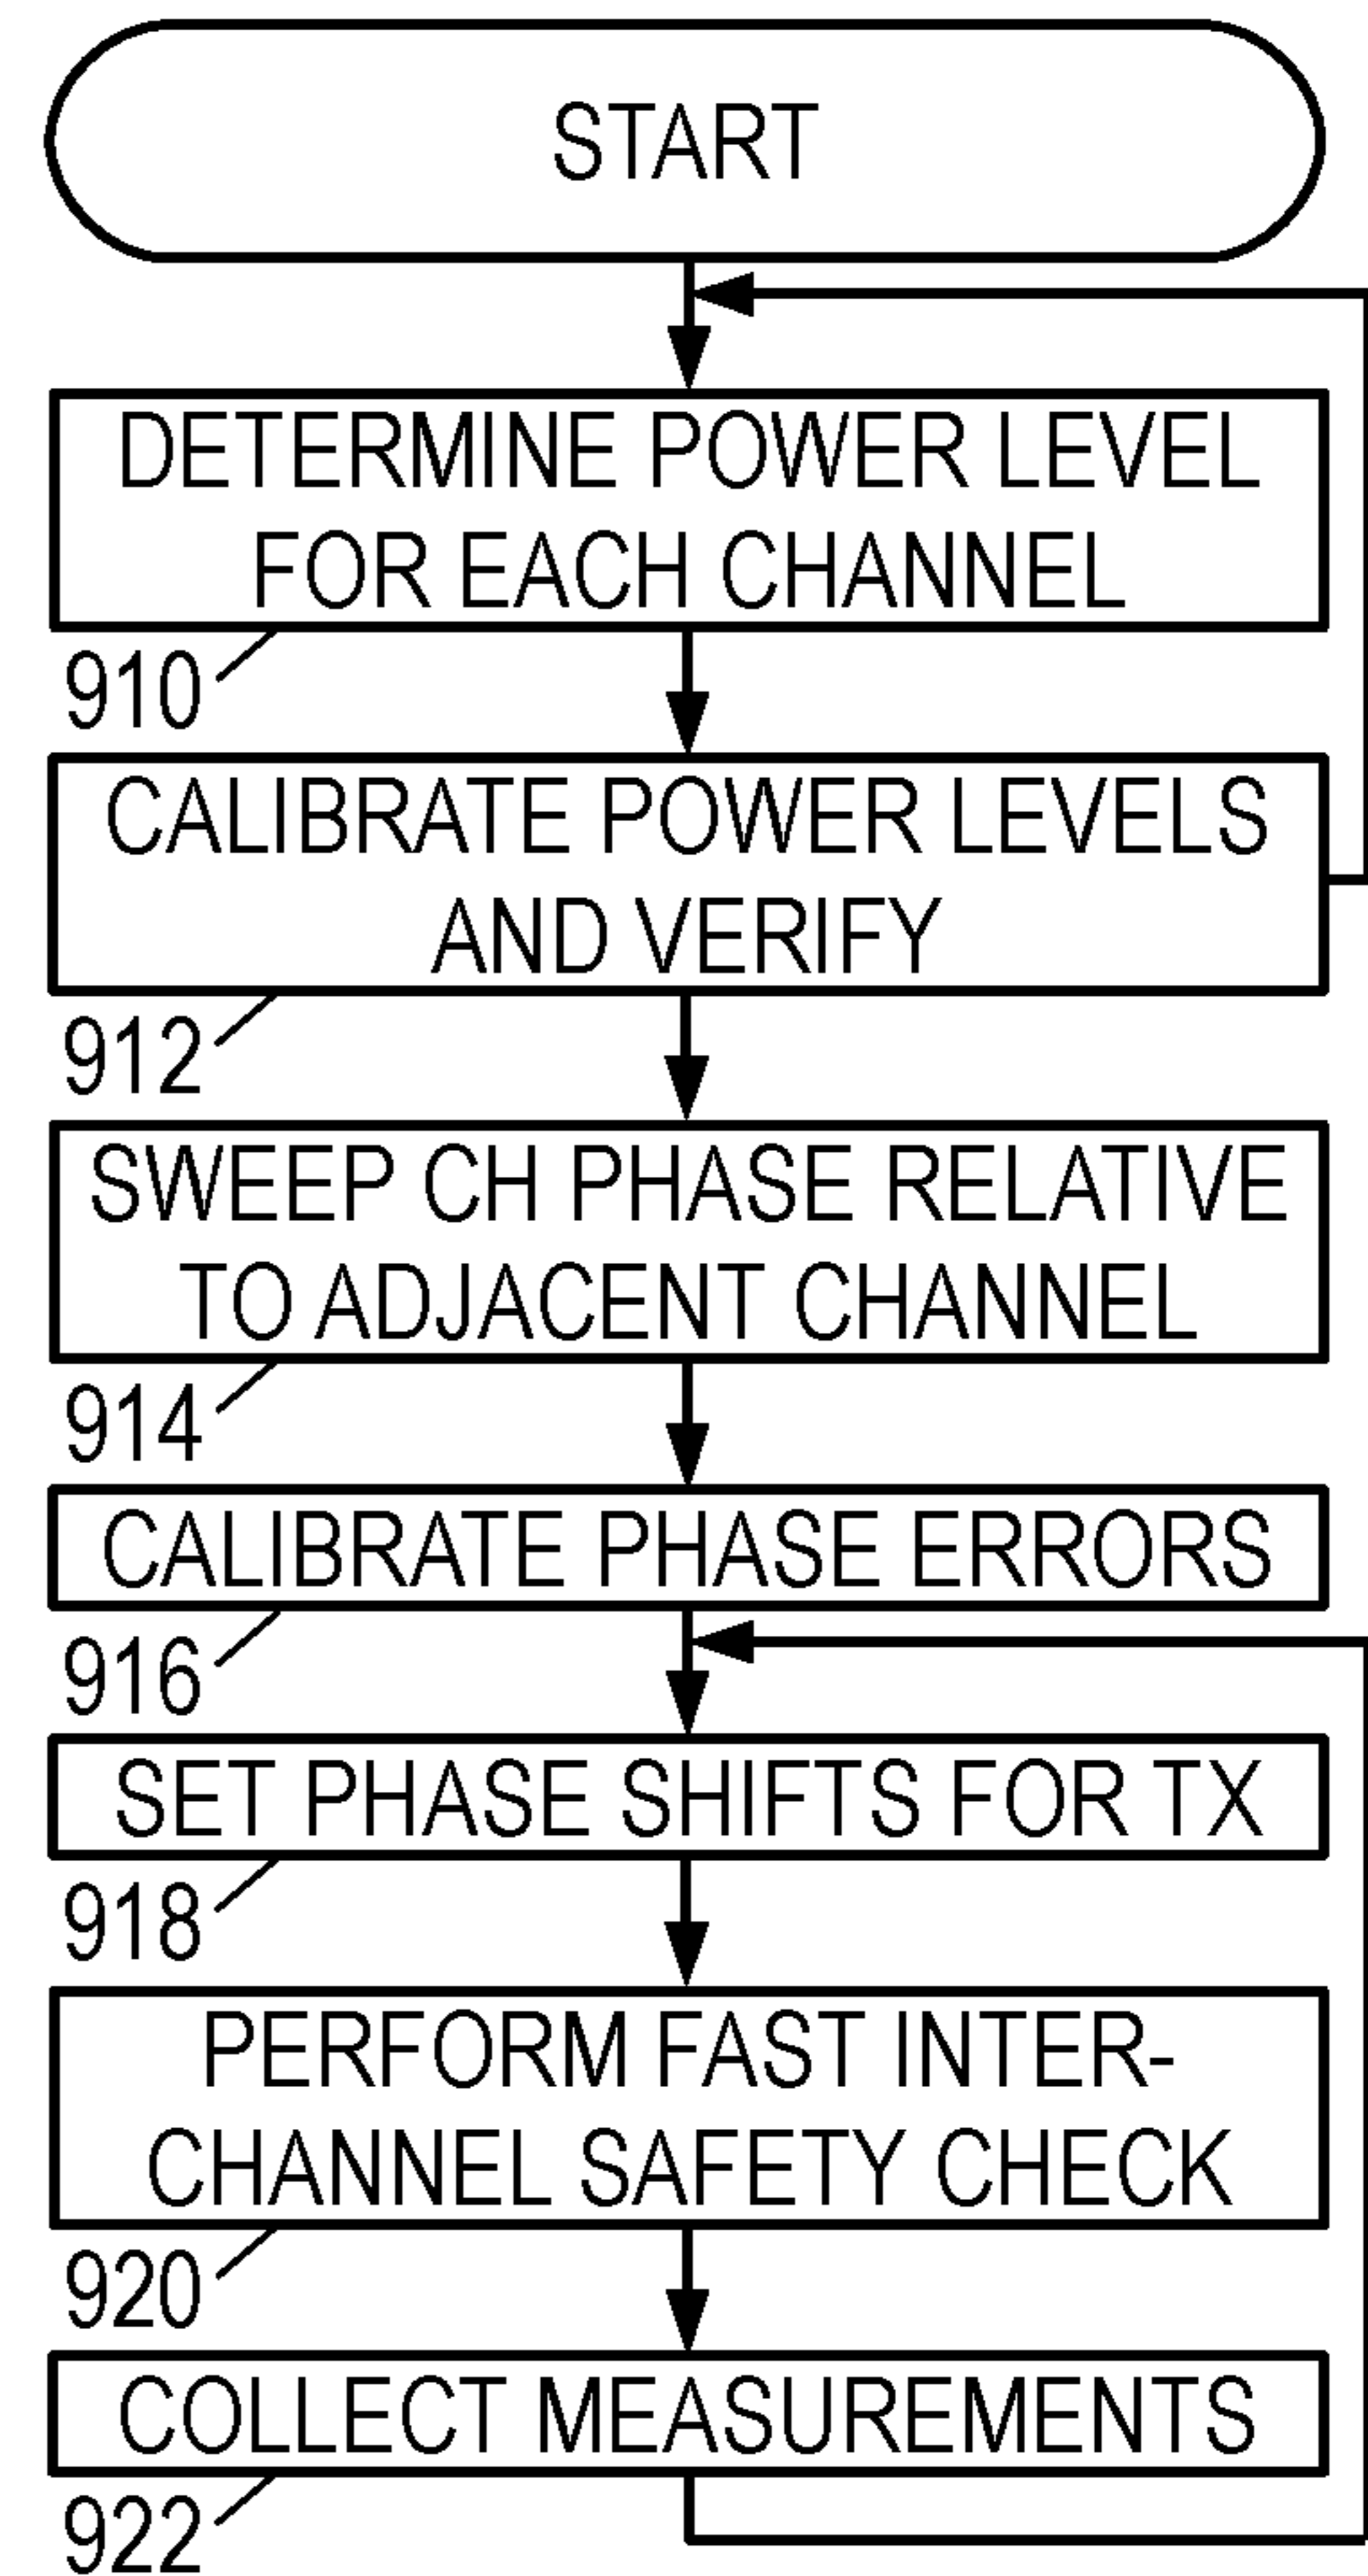 START
DETERMINE POWER LEVEL
FOR EACH CHANNEL
910
CALIBRATE POWER LEVELS
AND VERIFY
912
SWEEP CH PHASE RELATIVE
TO ADJACENT CHANNEL
914
CALIBRATE PHASE ERRORS
916
SET PHASE SHIFTS FOR TX
918
PERFORM FAST INTER-
CHANNEL SAFETY CHECK
920
COLLECT MEASUREMENTS
922